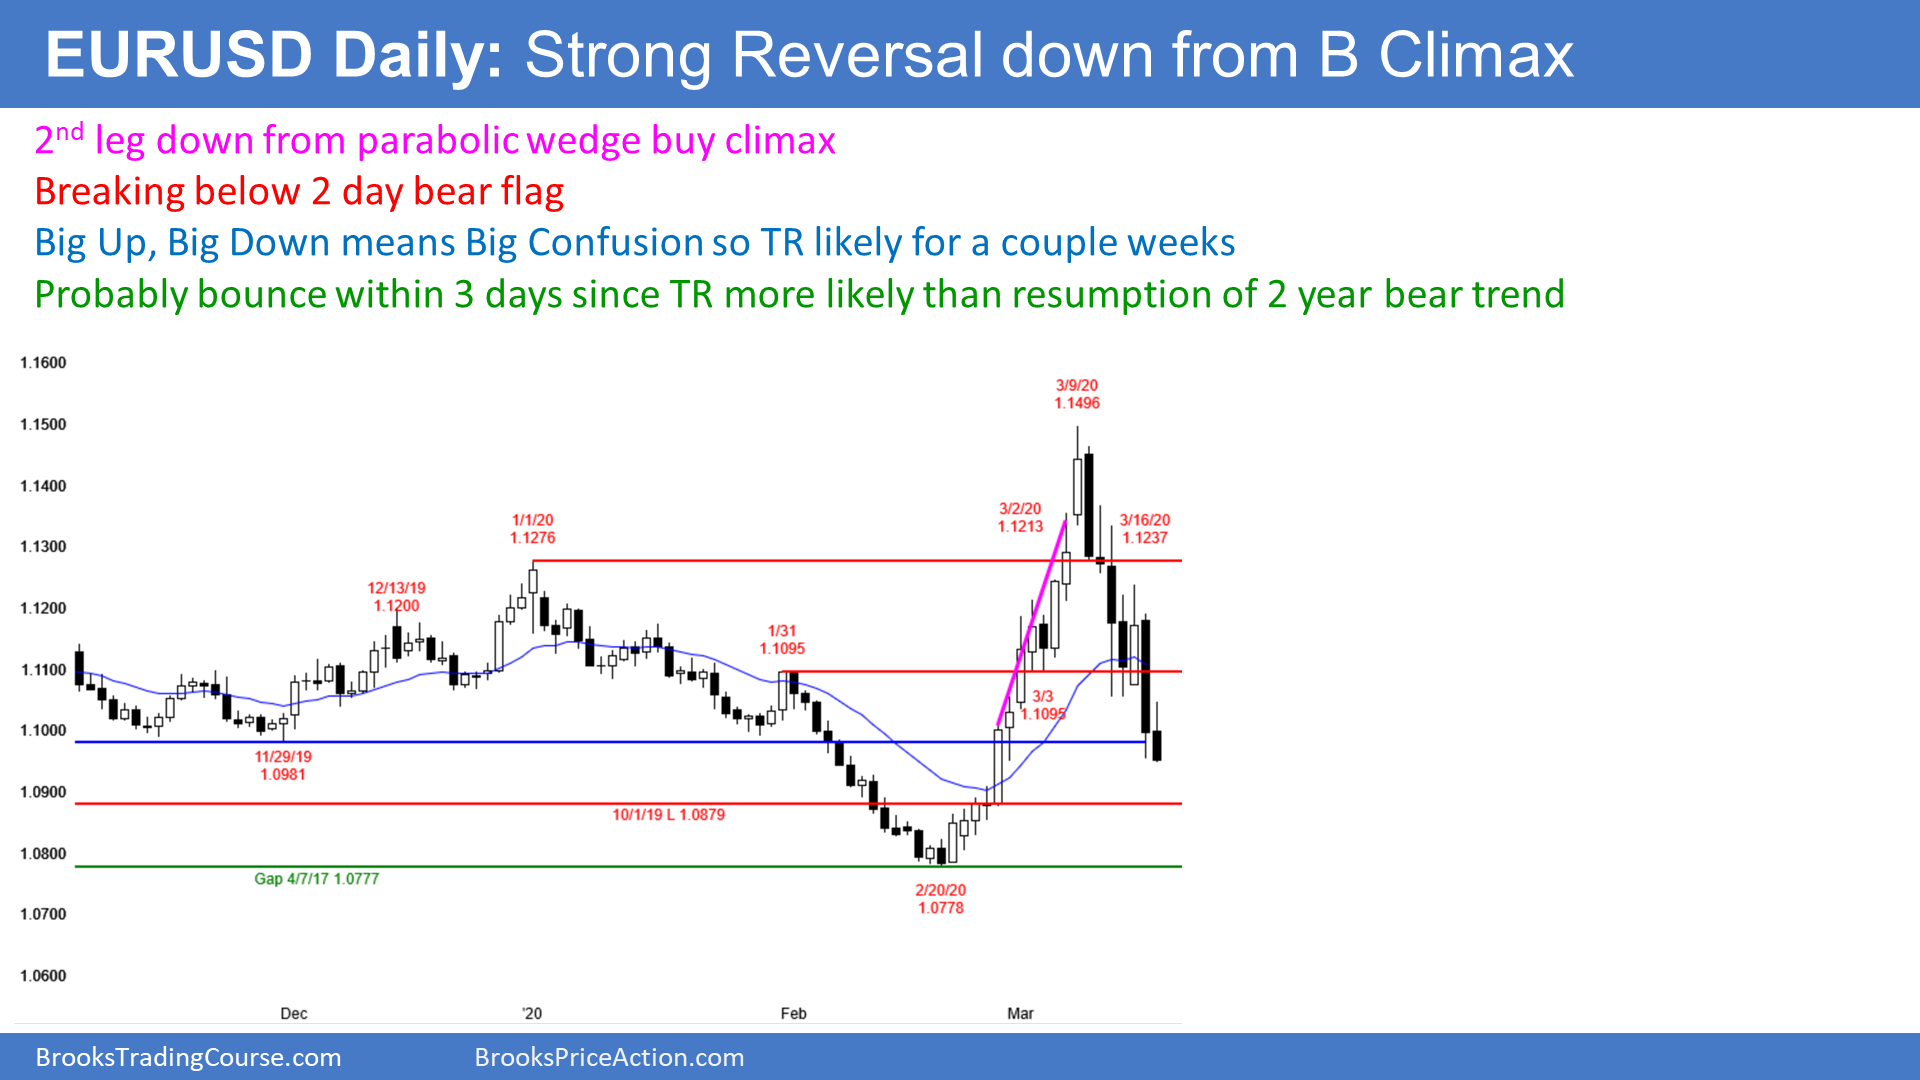 EURUSD Daily: Strong Reversal down from B Climax
2nd leg down from parabolic wedge buy climax
Breaking below 2 day bear flag
Big Up, Big Down means Big Confusion so TR likely for a couple weeks
Probably bounce within 3 days since TR more likely than resumption of 2 year bear trend
1.1600
3/9/20
1.1496
1.1500
1.1400
3/2/20
1.1213
1/1/20
1.1276
3/16/20
1.1237
1.1300
12/13/19
1.1200
1.1200
1/31
1.1095
1.1100
3/3
1.1095
1.1000
11/29/19
1.0981
1.0900
10/1/19 L 1.0879
1.0800
Gap 4/7/17 1.0777
2/20/20
1.0778
1.0700
1.0600
Dec
'20
Feb
Mar
BrooksTradingCourse.com
BrooksPriceAction.com